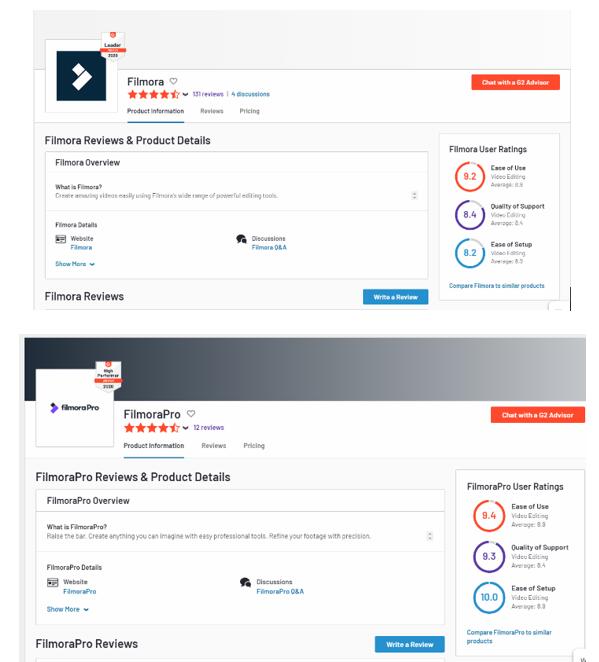 Leader
2020
Filmora
131 reviews | 4 discussions
Chat with a G2 Advisor
Product Information Reviews Pricing
Filmora Reviews & Product Details
Filmora Overview
What is Filmora?
Create amazing videos easily using Filmora's wide range of powerful editing tools.
Filmora Details
Website
Filmora
Discussions
Filmora Q&A
Show More
Filmora Reviews
Write a Review
Filmora User Ratings
9.2
Ease of Use
Video Editing
Average: 8.9
8.4
Quality of Support
Video Editing
Average: 8.4
8.2
Ease of Setup
Video Editing
Average: 8.9
Compare Filmora to similar products
High
Performer
2020
filmoraPro
FilmoraPro
12 reviews
Chat with a G2 Advisor
Product Information Reviews Pricing
FilmoraPro Reviews & Product Details
FilmoraPro Overview
What is FilmoraPro?
Raise the bar. Create anything you can imagine with easy professional tools. Refine your footage with precision.
FilmoraPro Details
Website
FilmoraPro
Discussions
FilmoraPro Q&A
Show More
FilmoraPro Reviews
Write a Review
FilmoraPro User Ratings
9.4
Ease of Use
Video Editing
Average: 8.9
9.3
Quality of Support
Video Editing
Average: 8.4
10.0
Ease of Setup
Video Editing
Average: 8.9
Compare FilmoraPro to similar
products